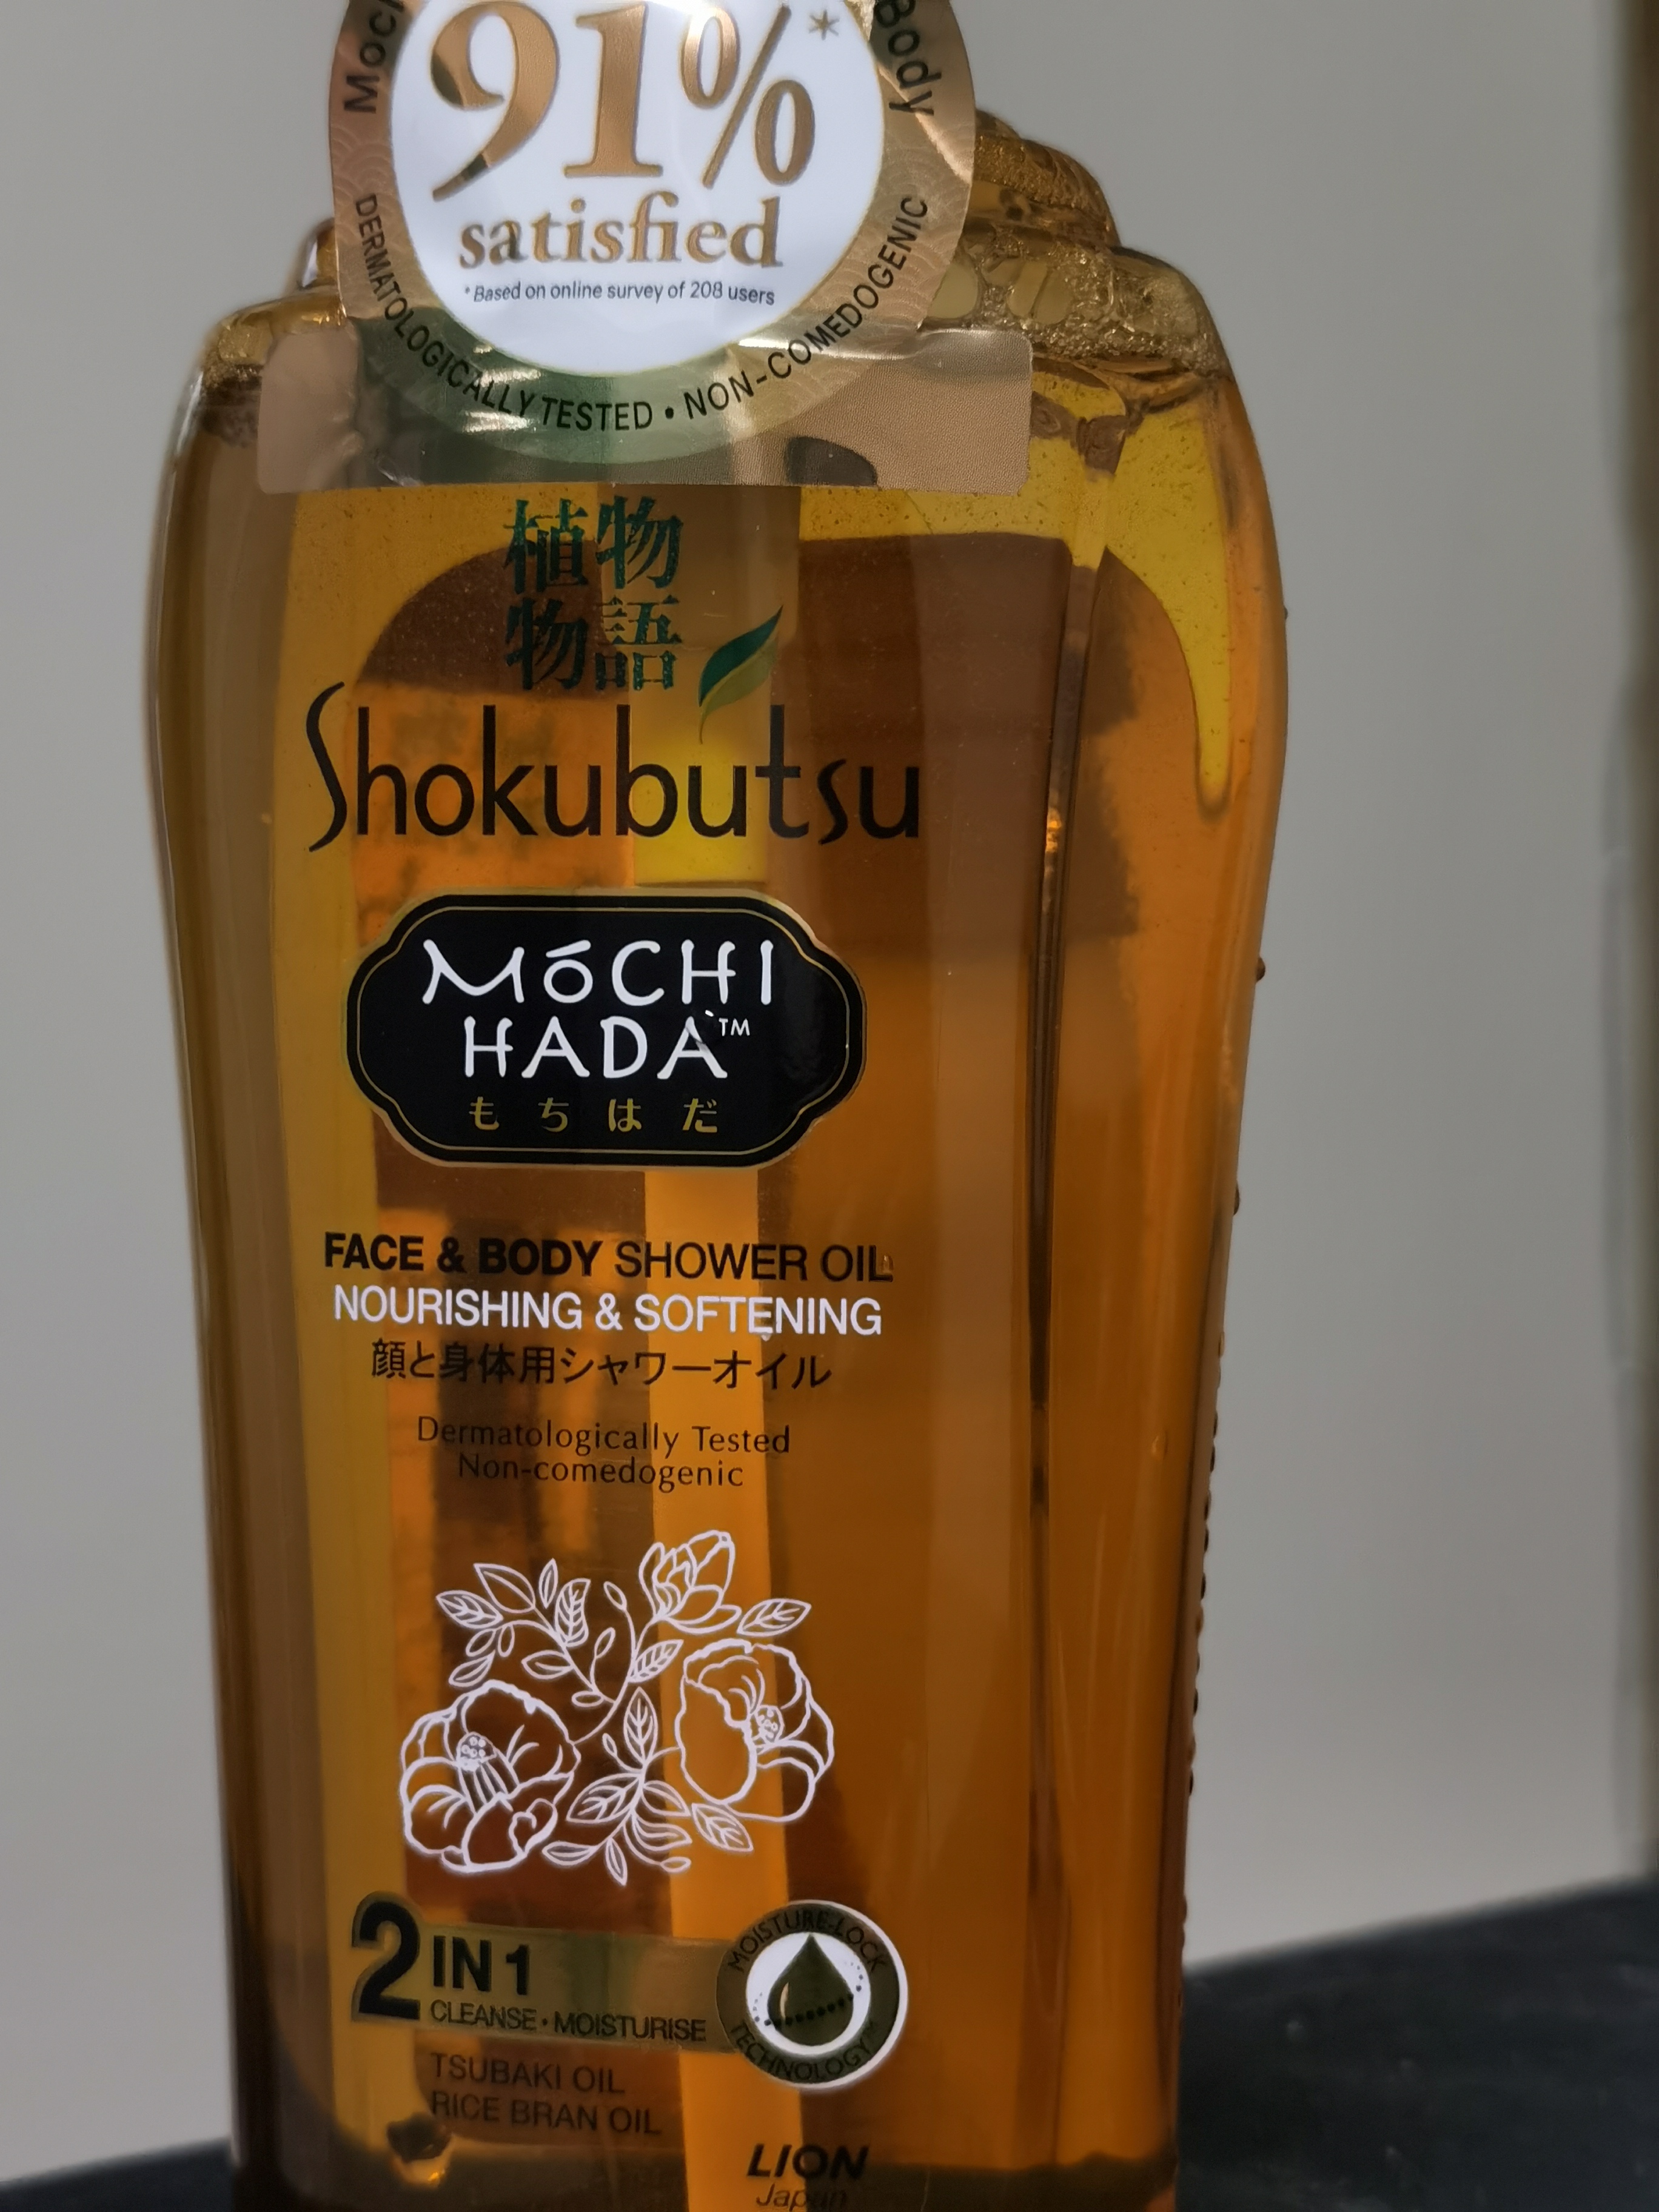 91%*
satisfied
*Based on online survey of 208 users
Body
DERMATOLOGICALLY TESTED • NON-COMEDOGENIC
植物
物語
Shokubutsu
MōCHI
HADA™
もちはだ
FACE & BODY SHOWER OIL
NOURISHING & SOFTENING
顔と身体用シャワーオイル
Dermatologically Tested
Non-comedogenic
2 IN 1
CLEANSE • MOISTURISE
MOISTURE-LOCK
TECHNOLOGY™
TSUBAKI OIL
RICE BRAN OIL
LION
Japan